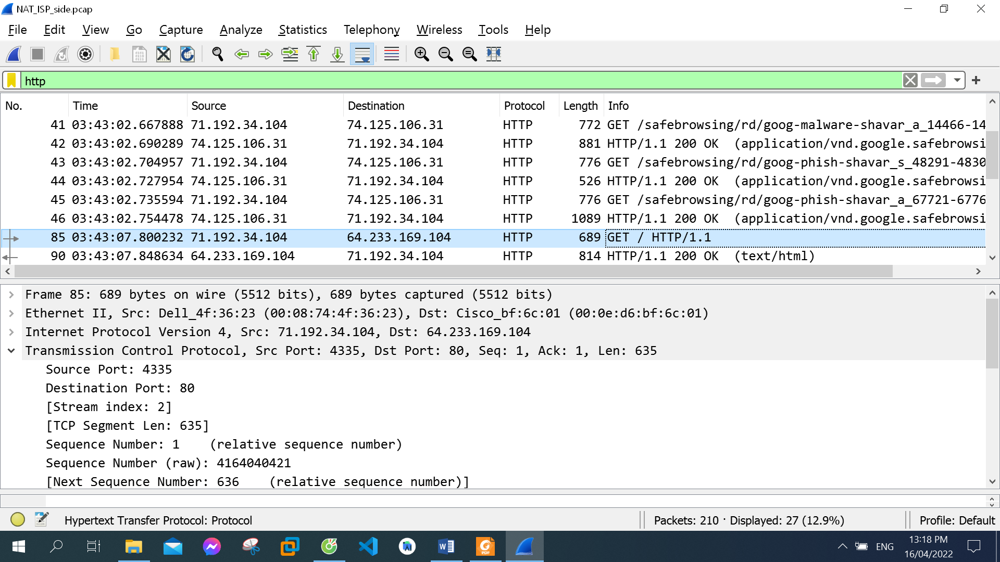 NAT_ISP_side.pcap
File Edit View Go Capture Analyze Statistics Telephony Wireless Tools Help
http
No. Time Source Destination Protocol Length Info
41 03:43:02.667888 71.192.34.104 74.125.106.31 HTTP 772 GET /safebrowsing/rd/goog-malware-shavar_a_14466-14
42 03:43:02.690289 74.125.106.31 71.192.34.104 HTTP 881 HTTP/1.1 200 OK (application/vnd.google.safebrowsi
43 03:43:02.704957 71.192.34.104 74.125.106.31 HTTP 776 GET /safebrowsing/rd/goog-phish-shavar_s_48291-4830
44 03:43:02.727954 74.125.106.31 71.192.34.104 HTTP 526 HTTP/1.1 200 OK (application/vnd.google.safebrowsi
45 03:43:02.735594 71.192.34.104 74.125.106.31 HTTP 776 GET /safebrowsing/rd/goog-phish-shavar_a_67721-6776
46 03:43:02.754478 74.125.106.31 71.192.34.104 HTTP 1089 HTTP/1.1 200 OK (application/vnd.google.safebrowsi
85 03:43:07.800232 71.192.34.104 64.233.169.104 HTTP 689 GET / HTTP/1.1
90 03:43:07.848634 64.233.169.104 71.192.34.104 HTTP 814 HTTP/1.1 200 OK (text/html)
Frame 85: 689 bytes on wire (5512 bits), 689 bytes captured (5512 bits)
Ethernet II, Src: Dell_4f:36:23 (00:08:74:4f:36:23), Dst: Cisco_bf:6c:01 (00:0e:d6:bf:6c:01)
Internet Protocol Version 4, Src: 71.192.34.104, Dst: 64.233.169.104
Transmission Control Protocol, Src Port: 4335, Dst Port: 80, Seq: 1, Ack: 1, Len: 635
Source Port: 4335
Destination Port: 80
[Stream index: 2]
[TCP Segment Len: 635]
Sequence Number: 1 (relative sequence number)
Sequence Number (raw): 4164040421
[Next Sequence Number: 636 (relative sequence number)]
Hypertext Transfer Protocol: Protocol
Packets: 210 · Displayed: 27 (12.9%)
Profile: Default
PDF
ENG
13:18 PM
16/04/2022